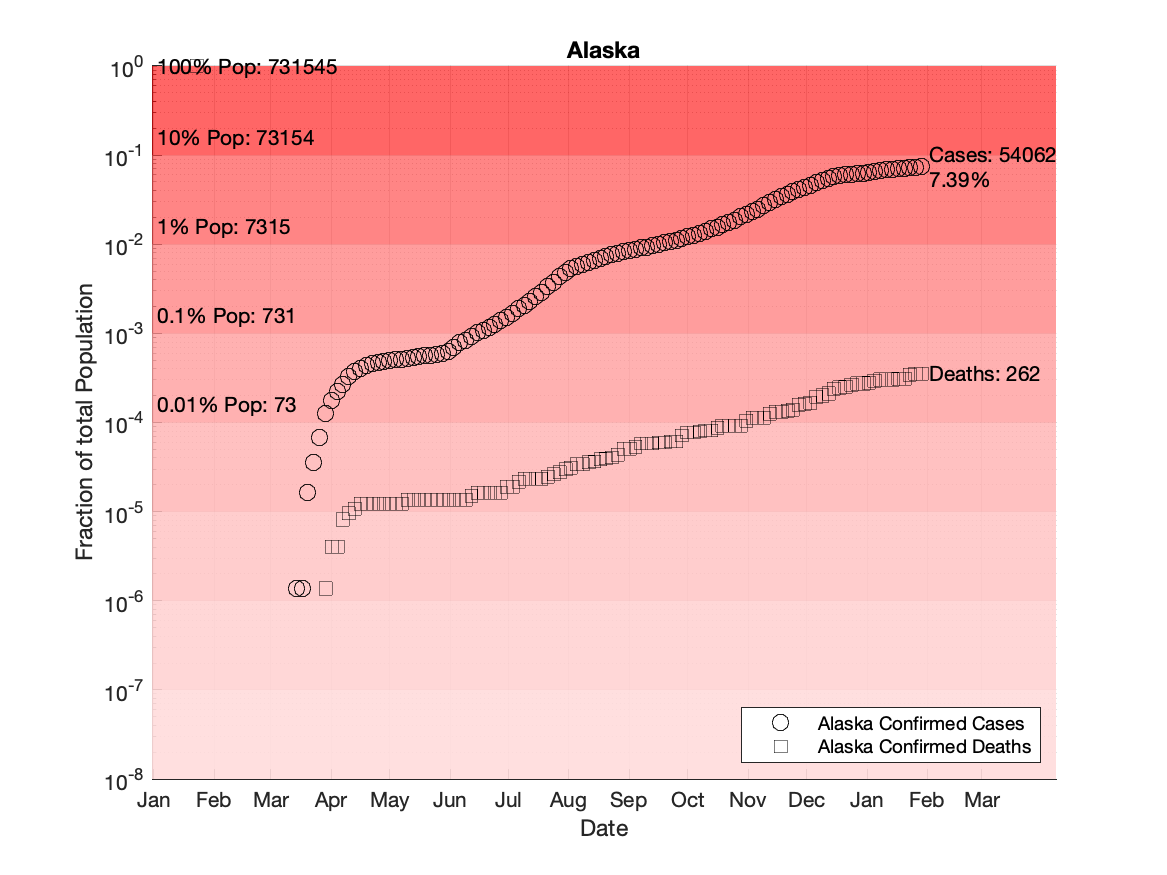 Alaska
Fraction of total Population
10^0
10^-1
10^-2
10^-3
10^-4
10^-5
10^-6
10^-7
10^-8
100% Pop: 731545
10% Pop: 73154
1% Pop: 7315
0.1% Pop: 731
0.01% Pop: 73
Cases: 54062
7.39%
Deaths: 262
Alaska Confirmed Cases
Alaska Confirmed Deaths
Jan Feb Mar Apr May Jun Jul Aug Sep Oct Nov Dec Jan Feb Mar
Date